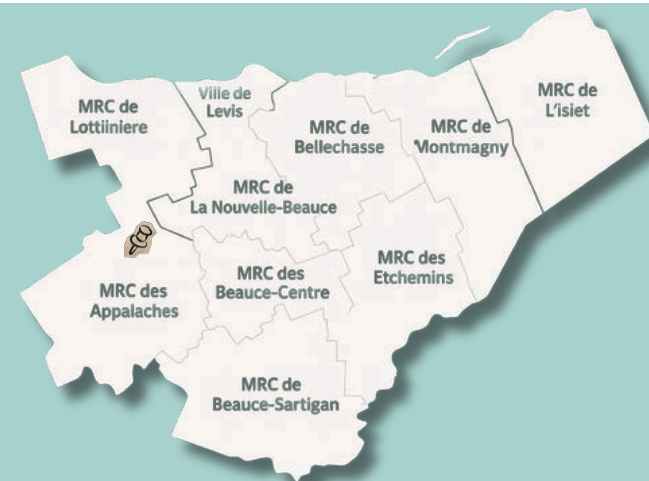 MRC de
Lottiiniere
Ville de
Levis
MRC de
Bellechasse
MRC de
Montmagny
MRC de
L'isiet
MRC de
La Nouvelle-Beauce
MRC des
Appalaches
MRC des
Beauce-Centre
MRC des
Etchemins
MRC de
Beauce-Sartigan